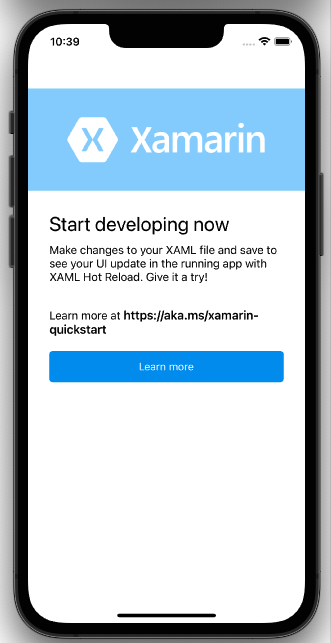 10:39
Xamarin
Start developing now
Make changes to your XAML file and save to
see your UI update in the running app with
XAML Hot Reload. Give it a try!
Learn more at https://aka.ms/xamarin-
quickstart
Learn more